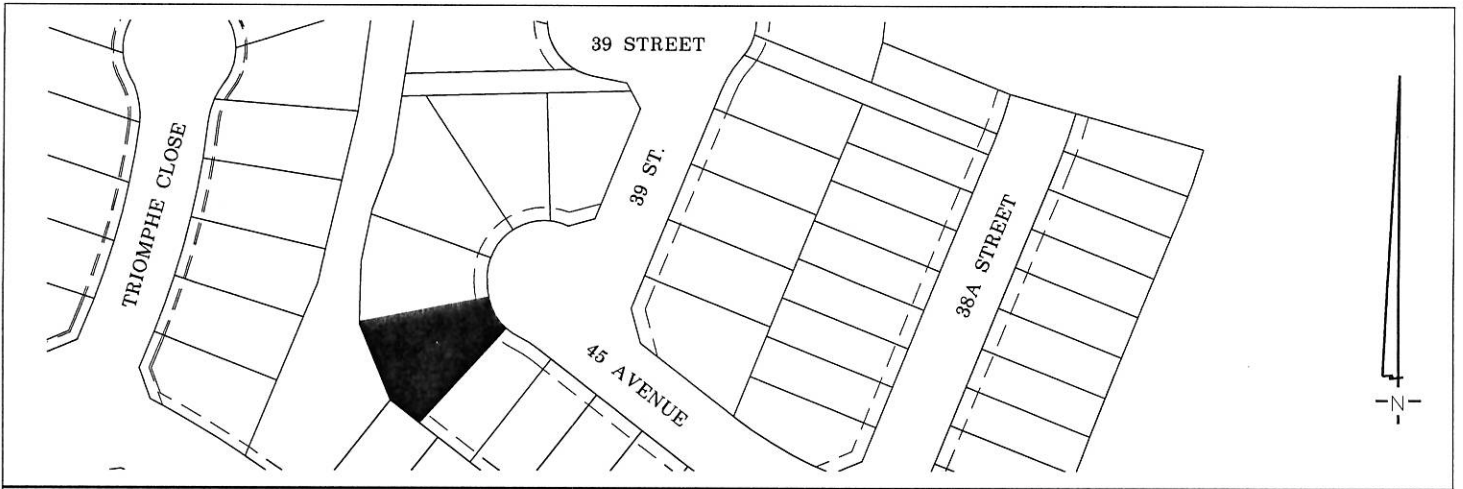 39 STREET
TRIOMPHE CLOSE
39 ST.
38A STREET
45 AVENUE
N